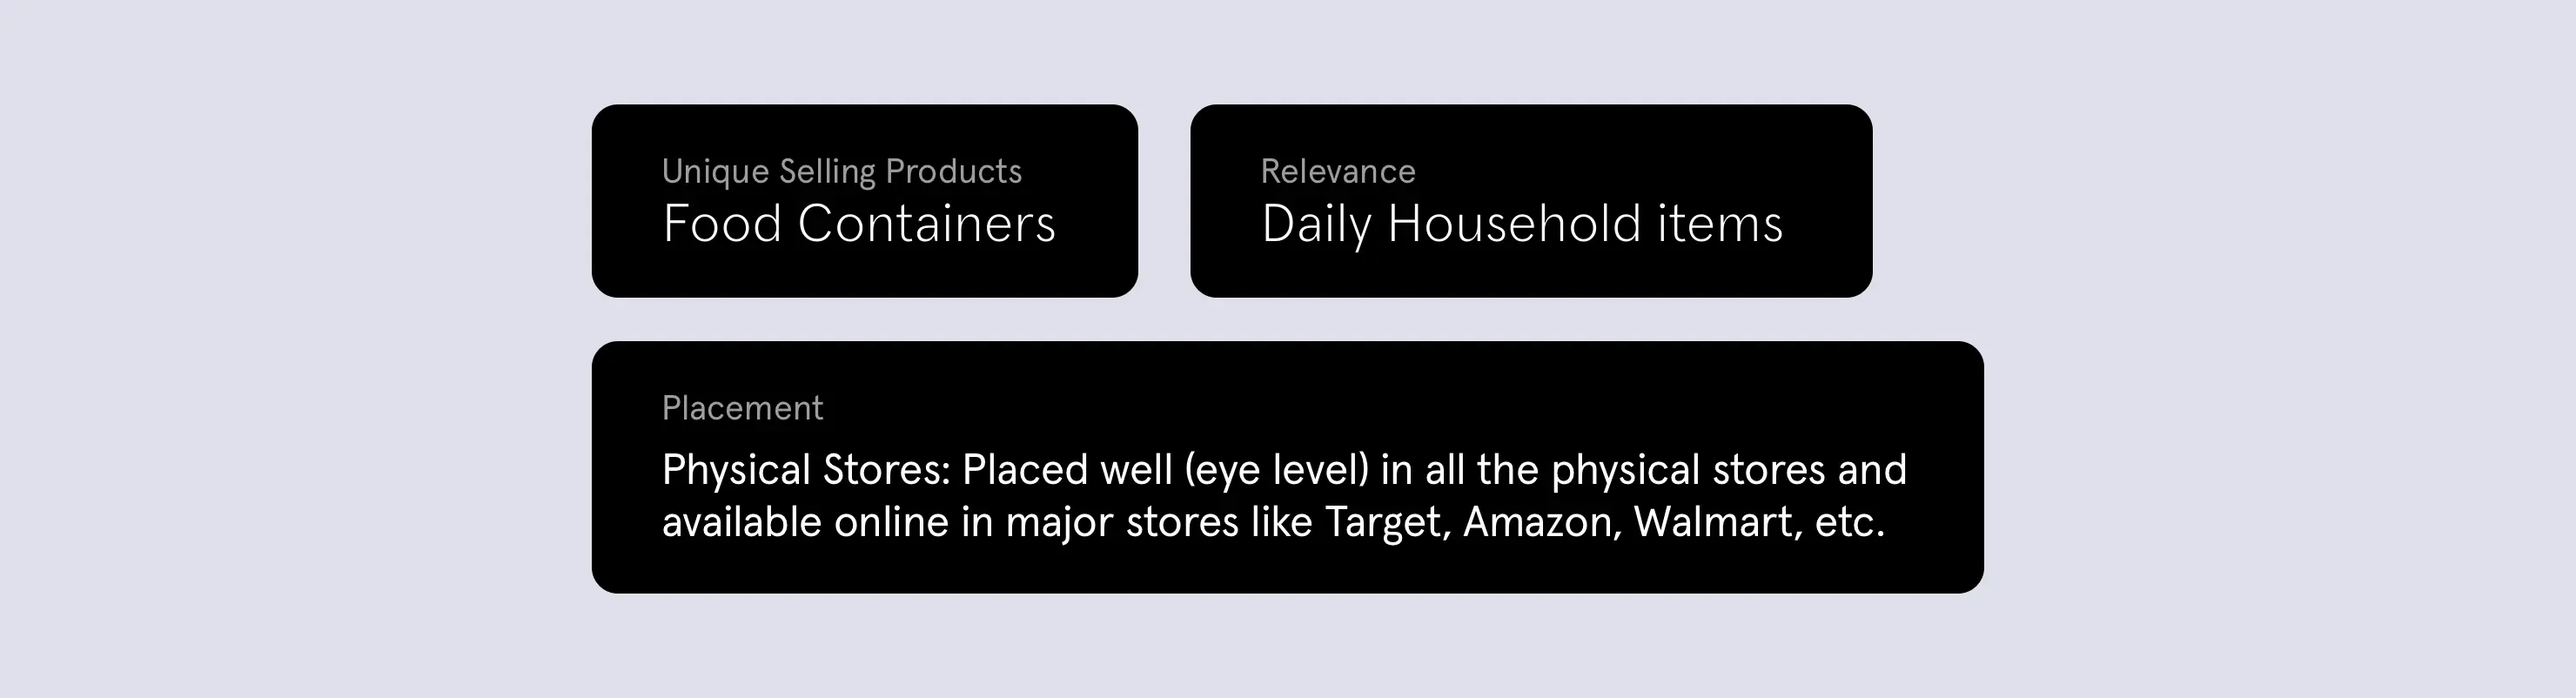 Unique Selling Products
Food Containers
Relevance
Daily Household items
Placement
Physical Stores: Placed well (eye level) in all the physical stores and
available online in major stores like Target, Amazon, Walmart, etc.